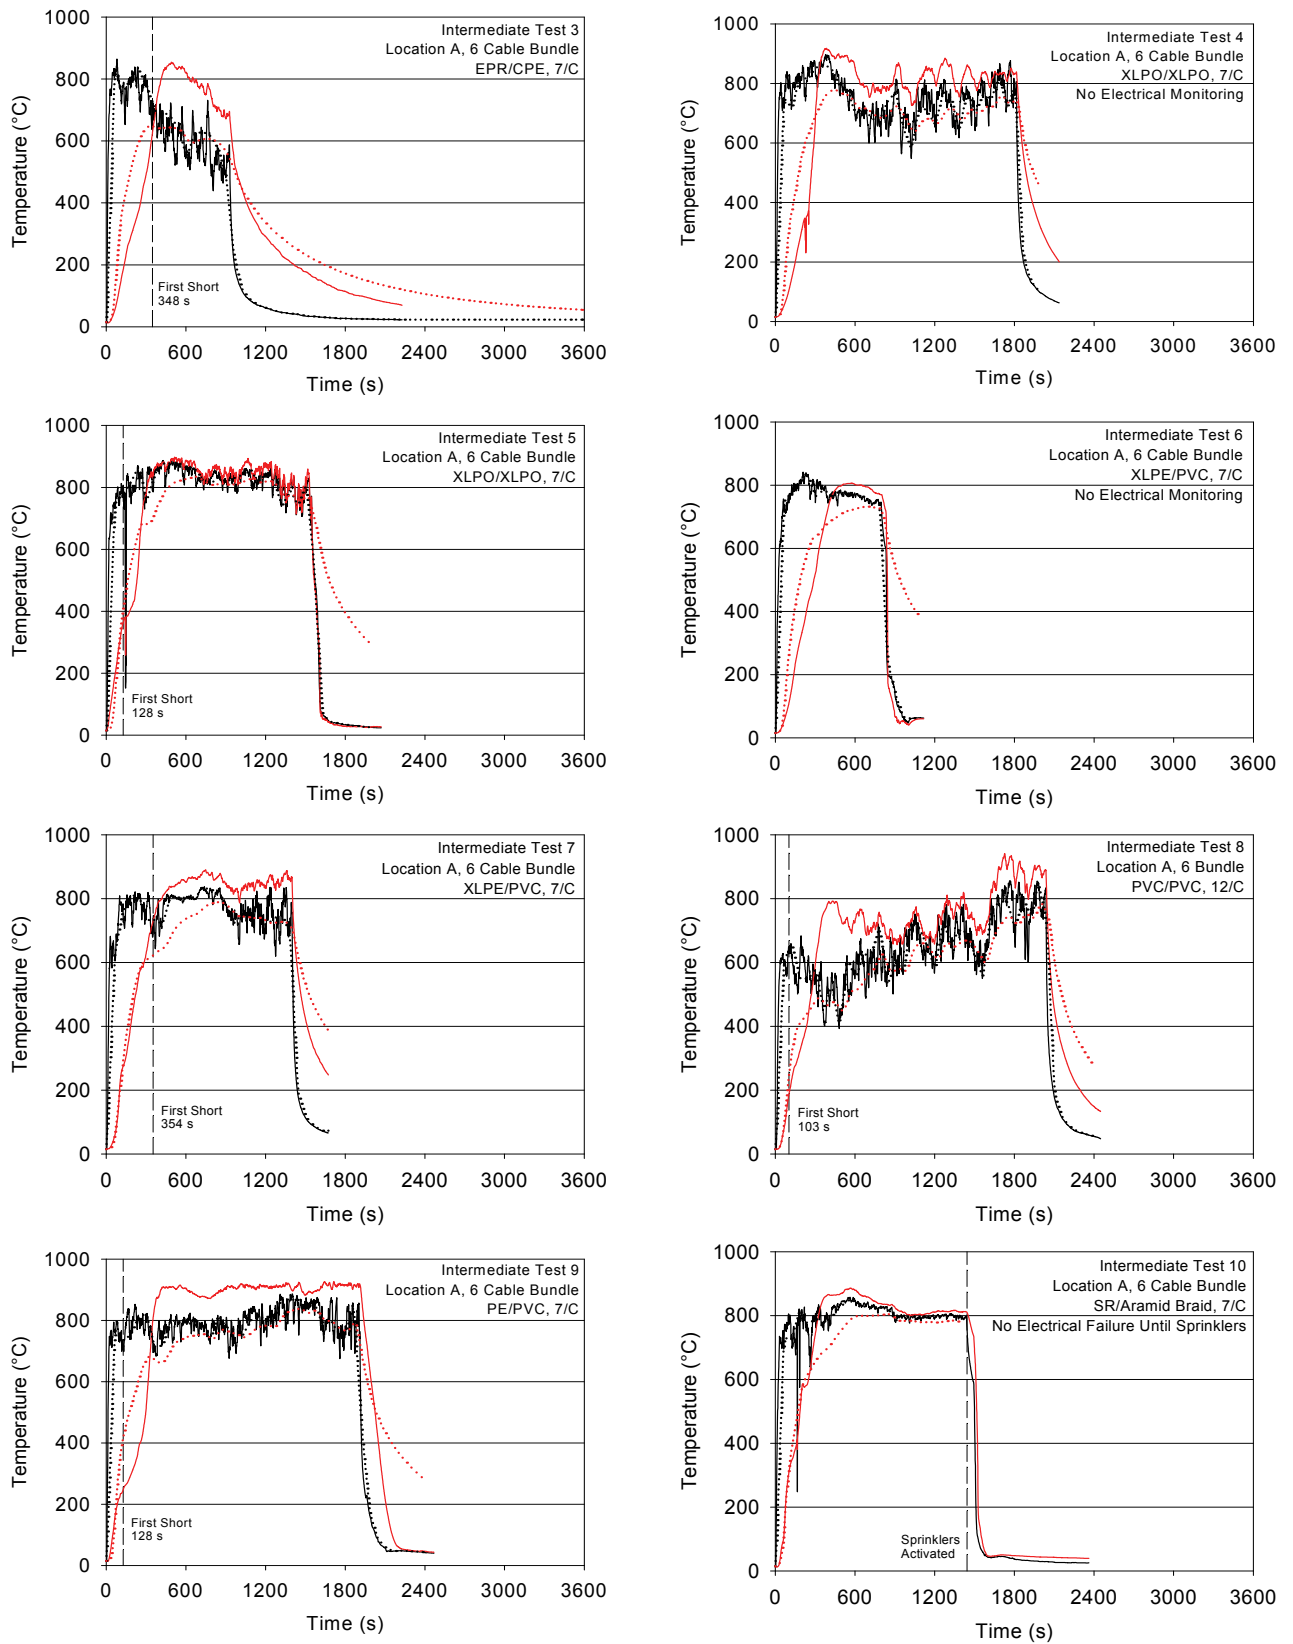 Intermediate Test 3
Location A, 6 Cable Bundle
EPR/CPE, 7/C
Temperature (°C)
1000
800
600
400
200
0
First Short
348 s
0 600 1200 1800 2400 3000 3600
Time (s)
Intermediate Test 4
Location A, 6 Cable Bundle
XLPO/XLPO, 7/C
No Electrical Monitoring
Temperature (°C)
1000
800
600
400
200
0
0 600 1200 1800 2400 3000 3600
Time (s)
Intermediate Test 5
Location A, 6 Cable Bundle
XLPO/XLPO, 7/C
Temperature (°C)
1000
800
600
400
200
0
First Short
128 s
0 600 1200 1800 2400 3000 3600
Time (s)
Intermediate Test 6
Location A, 6 Cable Bundle
XLPE/PVC, 7/C
No Electrical Monitoring
Temperature (°C)
1000
800
600
400
200
0
0 600 1200 1800 2400 3000 3600
Time (s)
Intermediate Test 7
Location A, 6 Cable Bundle
XLPE/PVC, 7/C
Temperature (°C)
1000
800
600
400
200
0
First Short
354 s
0 600 1200 1800 2400 3000 3600
Time (s)
Intermediate Test 8
Location A, 6 Bundle
PVC/PVC, 12/C
Temperature (°C)
1000
800
600
400
200
0
First Short
103 s
0 600 1200 1800 2400 3000 3600
Time (s)
Intermediate Test 9
Location A, 6 Cable Bundle
PE/PVC, 7/C
Temperature (°C)
1000
800
600
400
200
0
First Short
128 s
0 600 1200 1800 2400 3000 3600
Time (s)
Intermediate Test 10
Location A, 6 Cable Bundle
SR/Aramid Braid, 7/C
No Electrical Failure Until Sprinklers
Temperature (°C)
1000
800
600
400
200
0
Sprinklers
Activated
0 600 1200 1800 2400 3000 3600
Time (s)